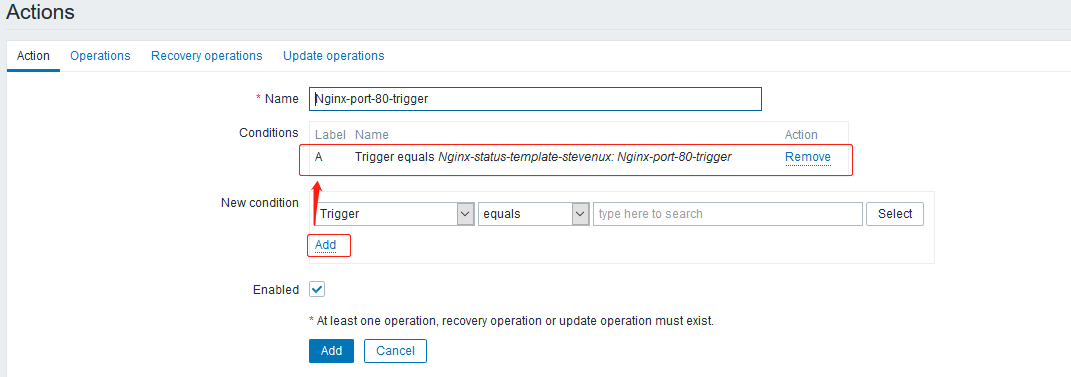 Actions
Action Operations Recovery operations Update operations
* Name Nginx-port-80-trigger
Conditions Label Name Action
A Trigger equals Nginx-status-template-stevenux: Nginx-port-80-trigger Remove
New condition Trigger equals type here to search Select
Add
Enabled
* At least one operation, recovery operation or update operation must exist.
Add Cancel